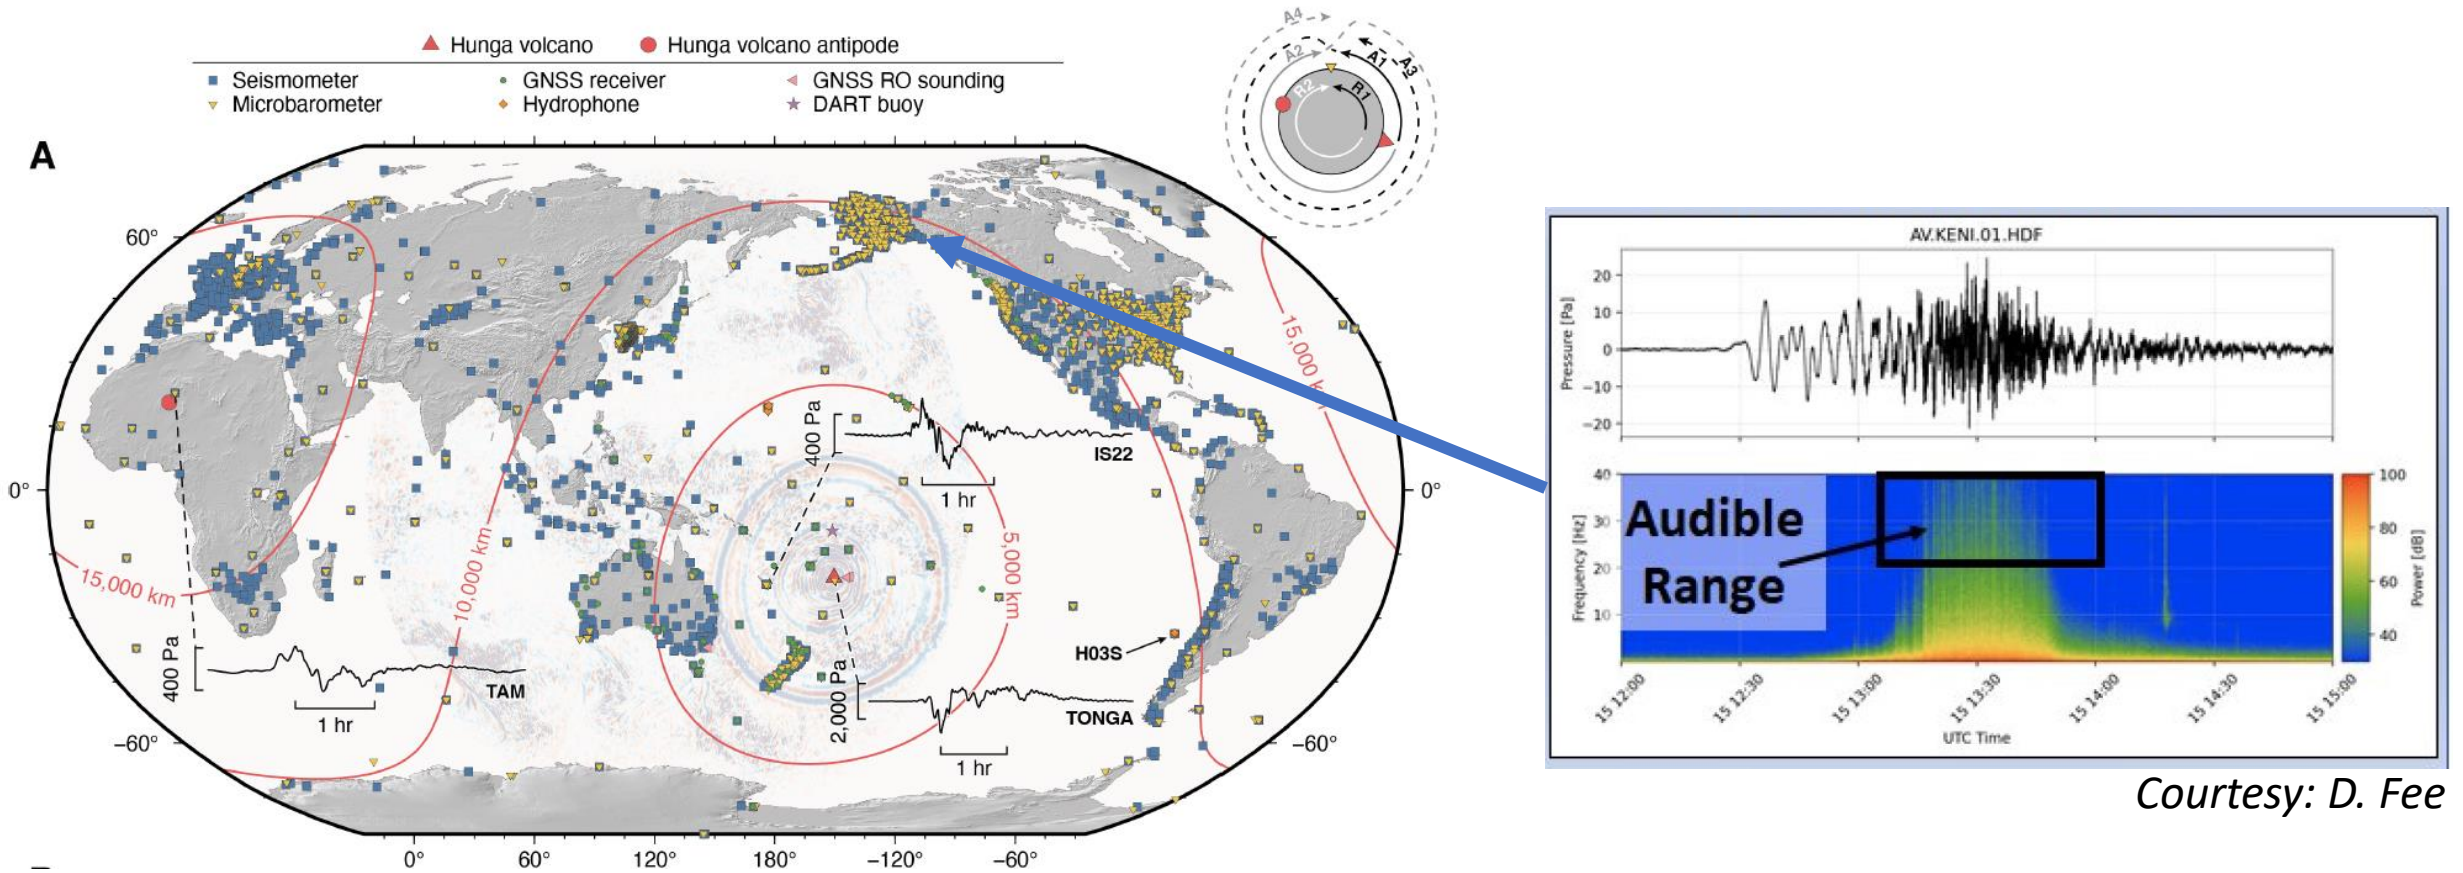 Hunga volcano Hunga volcano antipode
Seismometer GNSS receiver GNSS RO sounding
Microbarometer Hydrophone DART buoy
A4
A2 A1 A3
R2 R1
A
60°
0°
−60°
0° 60° 120° 180° −120° −60°
0°
−60°
15,000 km
10,000 km
5,000 km
400 Pa
TAM
1 hr
400 Pa
IS22
1 hr
2,000 Pa
TONGA
1 hr
H03S
AV.KENI.01.HDF
Pressure [Pa]
20
10
0
−10
−20
Frequency [Hz]
40
30
20
10
Audible
Range
100
80
60
40
Power [dB]
15 12:00 15 12:30 15 13:00 15 13:30 15 14:00 15 14:30 15 15:00
UTC Time
Courtesy: D. Fee